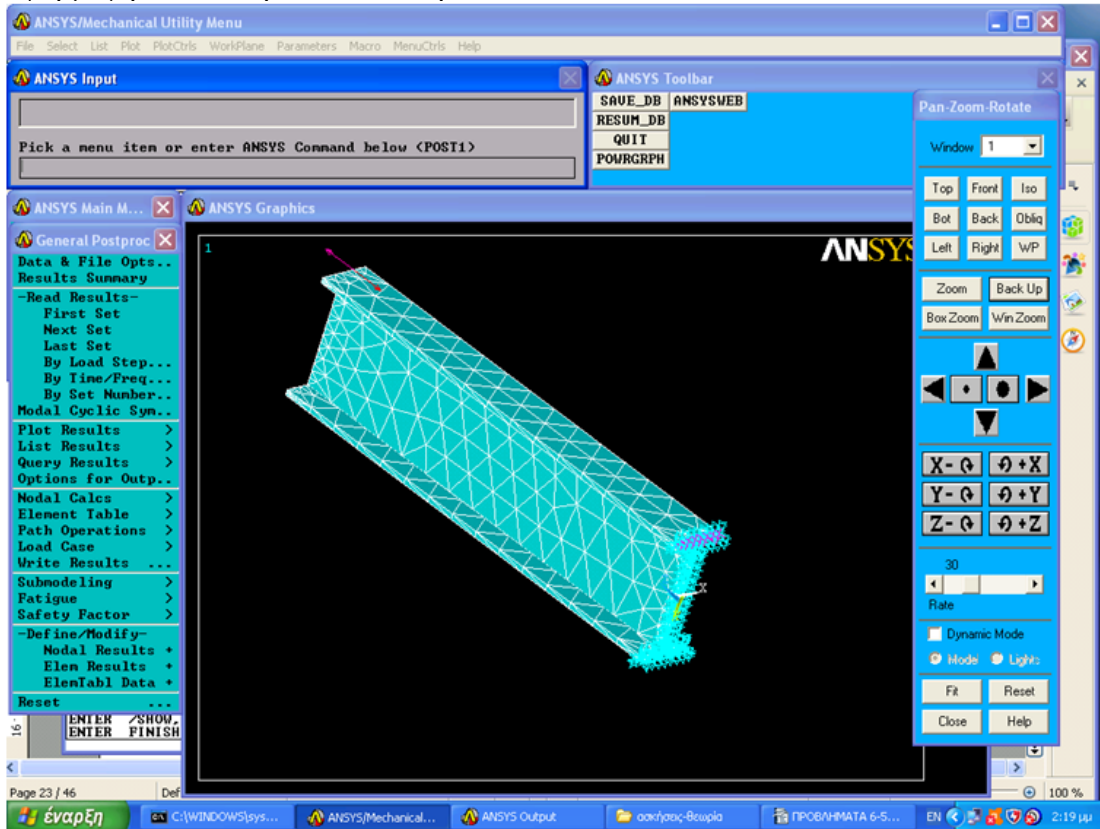 ANSYS/Mechanical Utility Menu
File Select List Plot PlotCtrls WorkPlane Parameters Macro MenuCtrls Help
ANSYS Input
Pick a menu item or enter ANSYS Command below (POST1)
ANSYS Toolbar
SAVE_DB ANSYSWEB
RESUM_DB
QUIT
POWRGRPH
Pan-Zoom-Rotate
Window 1
Top Front Iso
Bot Back Obliq
Left Right WP
Zoom Back Up
Box Zoom Win Zoom
X- +X
Y- +Y
Z- +Z
30
Rate
Dynamic Mode
Model Lights
Fit Reset
Close Help
ANSYS Main M...
General Postproc
Data & File Opts..
Results Summary
-Read Results-
First Set
Next Set
Last Set
By Load Step...
By Time/Freq...
By Set Number..
Modal Cyclic Sym..
Plot Results >
List Results >
Query Results >
Options for Outp..
Nodal Calcs >
Element Table >
Path Operations >
Load Case >
Write Results ...
Submodeling >
Fatigue >
Safety Factor >
-Define/Modify-
Nodal Results +
Elem Results +
ElemTabl Data +
Reset ...
ANSYS Graphics
1
ANSYS
X
ENTER /SHOW,
ENTER FINISH
16
Page 23 / 46
Def
100 %
έναρξη
C:\WINDOWS\sys...
ANSYS/Mechanical...
ANSYS Output
ασκήσεις-θεωρία
ΠΡΟΒΛΗΜΑΤΑ 6-5...
EN
2:19 μμ